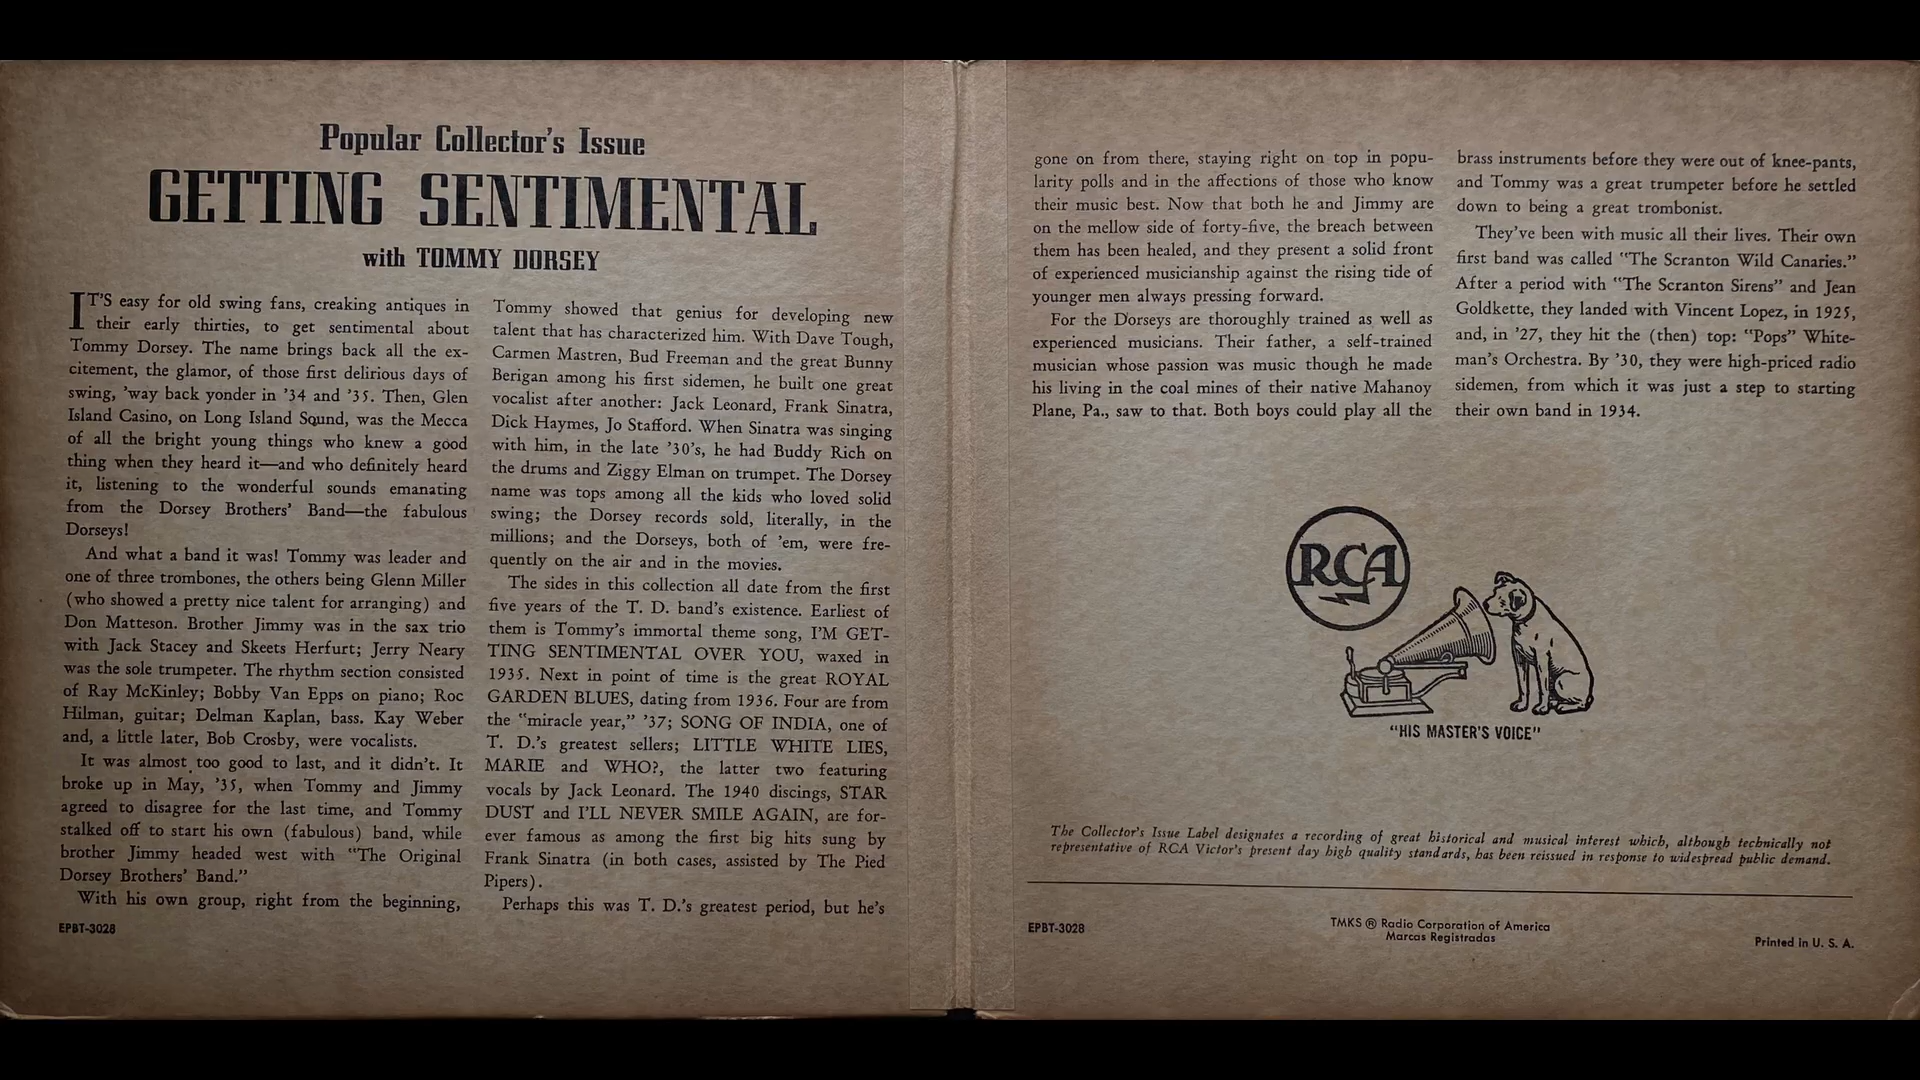 Popular Collector's Issue
GETTING SENTIMENTAL
with TOMMY DORSEY
IT'S easy for old swing fans, creaking antiques in
their early thirties, to get sentimental about
Tommy Dorsey. The name brings back all the ex-
citement, the glamor, of those first delirious days of
swing, 'way back yonder in '34 and '35. Then, Glen
Island Casino, on Long Island Sound, was the Mecca
of all the bright young things who knew a good
thing when they heard it—and who definitely heard
it, listening to the wonderful sounds emanating
from the Dorsey Brothers' Band—the fabulous
Dorseys!
And what a band it was! Tommy was leader and
one of three trombones, the others being Glenn Miller
(who showed a pretty nice talent for arranging) and
Don Matteson. Brother Jimmy was in the sax trio
with Jack Stacey and Skeets Herfurt; Jerry Neary
was the sole trumpeter. The rhythm section consisted
of Ray McKinley; Bobby Van Epps on piano; Roc
Hilman, guitar; Delman Kaplan, bass. Kay Weber
and, a little later, Bob Crosby, were vocalists.
It was almost too good to last, and it didn't. It
broke up in May, '35, when Tommy and Jimmy
agreed to disagree for the last time, and Tommy
stalked off to start his own (fabulous) band, while
brother Jimmy headed west with "The Original
Dorsey Brothers' Band."
With his own group, right from the beginning,
EPBT-3028
Tommy showed that genius for developing new
talent that has characterized him. With Dave Tough,
Carmen Mastren, Bud Freeman and the great Bunny
Berigan among his first sidemen, he built one great
vocalist after another: Jack Leonard, Frank Sinatra,
Dick Haymes, Jo Stafford. When Sinatra was singing
with him, in the late '30's, he had Buddy Rich on
the drums and Ziggy Elman on trumpet. The Dorsey
name was tops among all the kids who loved solid
swing; the Dorsey records sold, literally, in the
millions; and the Dorseys, both of 'em, were fre-
quently on the air and in the movies.
The sides in this collection all date from the first
five years of the T. D. band's existence. Earliest of
them is Tommy's immortal theme song, I'M GET-
TING SENTIMENTAL OVER YOU, waxed in
1935. Next in point of time is the great ROYAL
GARDEN BLUES, dating from 1936. Four are from
the "miracle year," '37; SONG OF INDIA, one of
T. D.'s greatest sellers; LITTLE WHITE LIES,
MARIE and WHO?, the latter two featuring
vocals by Jack Leonard. The 1940 discings, STAR
DUST and I'LL NEVER SMILE AGAIN, are for-
ever famous as among the first big hits sung by
Frank Sinatra (in both cases, assisted by The Pied
Pipers).
Perhaps this was T. D.'s greatest period, but he's
gone on from there, staying right on top in popu-
larity polls and in the affections of those who know
their music best. Now that both he and Jimmy are
on the mellow side of forty-five, the breach between
them has been healed, and they present a solid front
of experienced musicianship against the rising tide of
younger men always pressing forward.
For the Dorseys are thoroughly trained as well as
experienced musicians. Their father, a self-trained
musician whose passion was music though he made
his living in the coal mines of their native Mahanoy
Plane, Pa., saw to that. Both boys could play all the
brass instruments before they were out of knee-pants,
and Tommy was a great trumpeter before he settled
down to being a great trombonist.
They've been with music all their lives. Their own
first band was called "The Scranton Wild Canaries."
After a period with "The Scranton Sirens" and Jean
Goldkette, they landed with Vincent Lopez, in 1925,
and, in '27, they hit the (then) top: "Pops" White-
man's Orchestra. By '30, they were high-priced radio
sidemen, from which it was just a step to starting
their own band in 1934.
RCA
"HIS MASTER'S VOICE"
The Collector's Issue Label designates a recording of great historical and musical interest which, although technically not
representative of RCA Victor's present day high quality standards, has been reissued in response to widespread public demand.
EPBT-3028
TMKS ® Radio Corporation of America
Marcas Registradas
Printed in U. S. A.